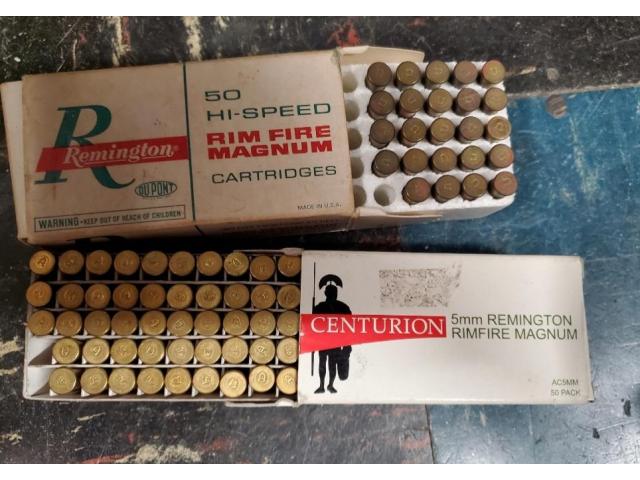 R
Remington®
DU PONT
WARNING-KEEP OUT OF REACH OF CHILDREN
50
HI-SPEED
RIM FIRE
MAGNUM
CARTRIDGES
MADE IN U.S.A.
CENTURION
5mm REMINGTON
RIMFIRE MAGNUM
AC5MM
50 PACK